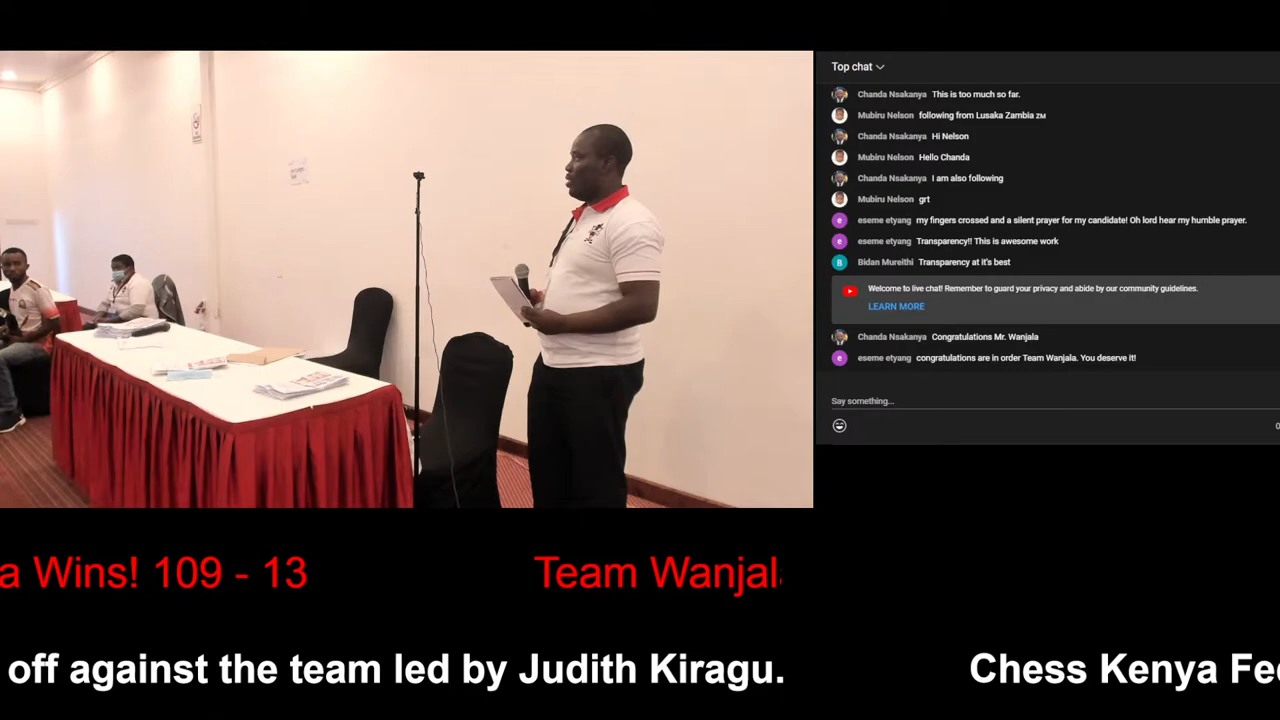 Top chat
Chanda Nsakanya This is too much so far.
Mubiru Nelson following from Lusaka Zambia ZM
Chanda Nsakanya Hi Nelson
Mubiru Nelson Hello Chanda
Chanda Nsakanya I am also following
Mubiru Nelson grt
eseme etyang my fingers crossed and a silent prayer for my candidate! Oh lord hear my humble prayer.
eseme etyang Transparency!! This is awesome work
B Bidan Mureithi Transparency at it's best
Welcome to live chat! Remember to guard your privacy and abide by our community guidelines.
LEARN MORE
Chanda Nsakanya Congratulations Mr. Wanjala
eseme etyang congratulations are in order Team Wanjala. You deserve it!
Say something...
a Wins! 109 - 13 Team Wanjala
off against the team led by Judith Kiragu. Chess Kenya Fe